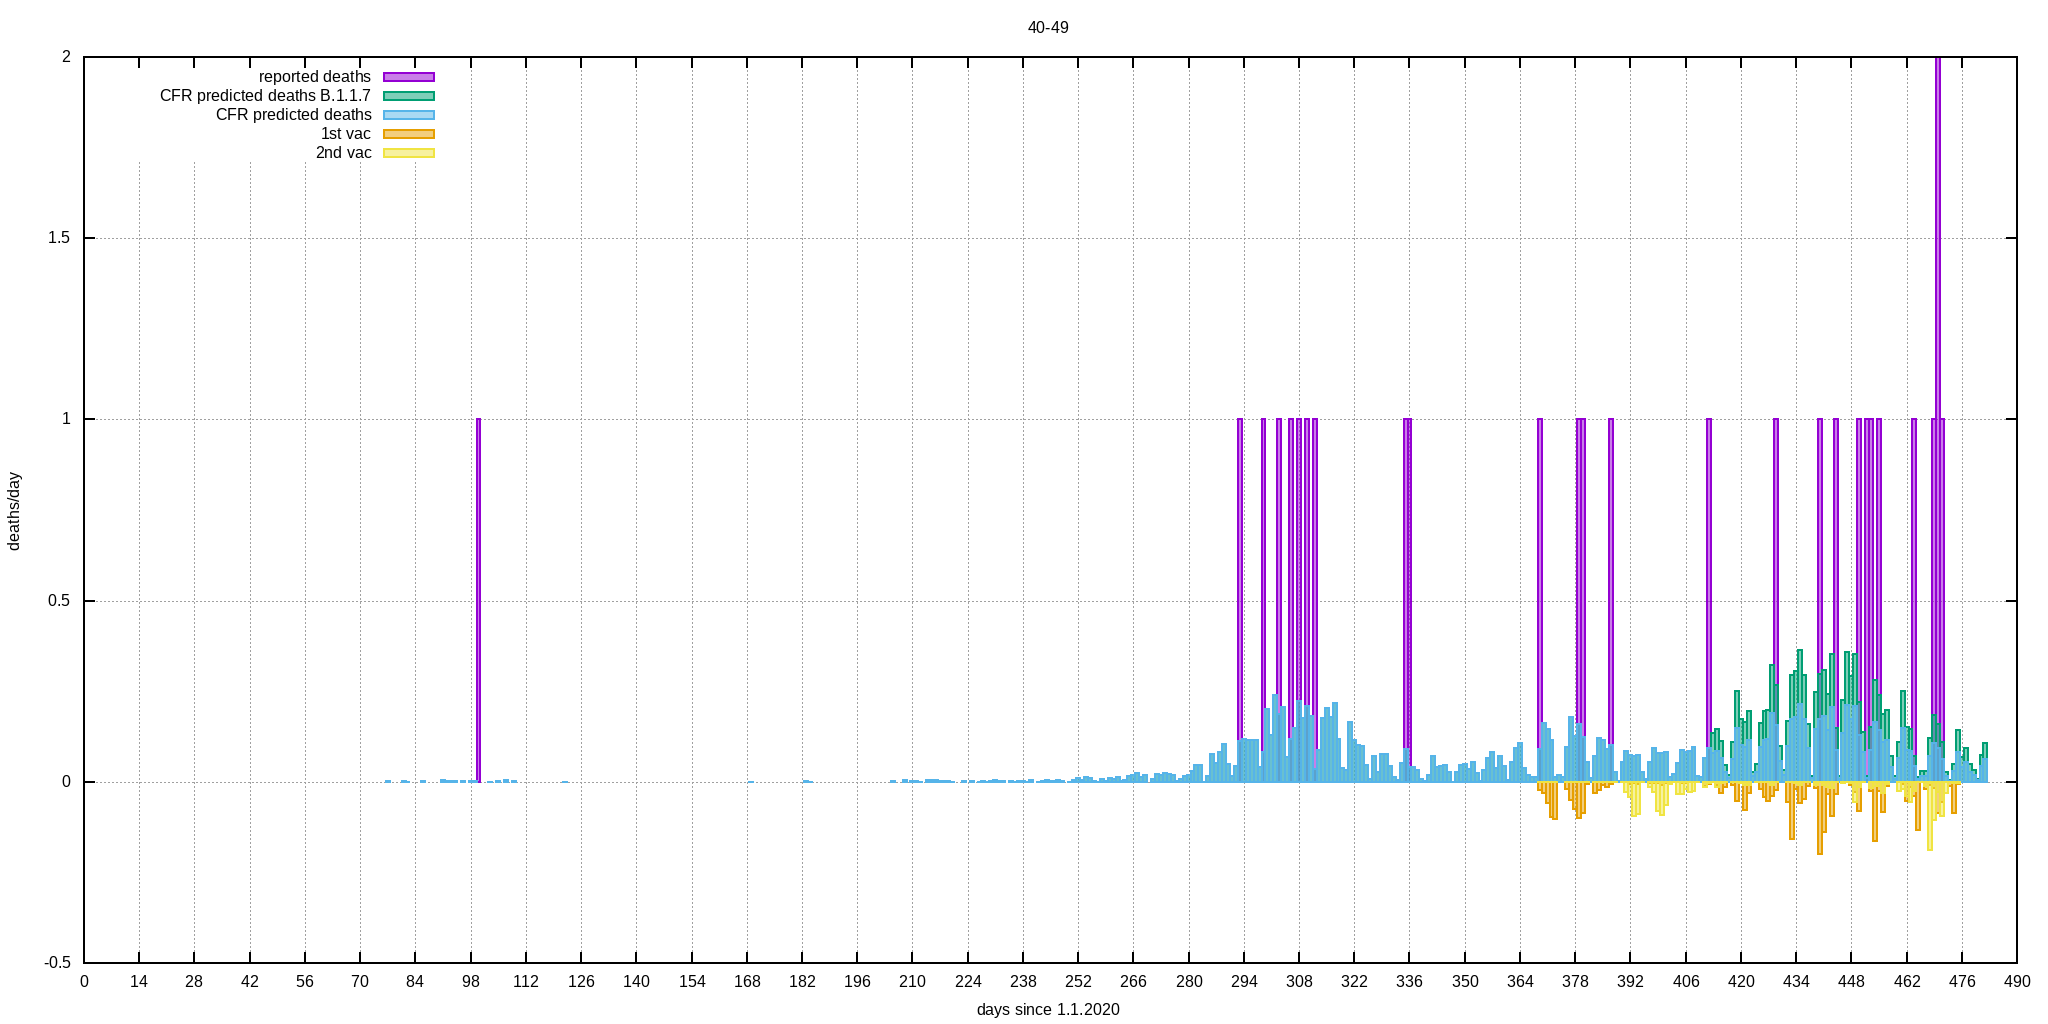 40-49
reported deaths
CFR predicted deaths B.1.1.7
CFR predicted deaths
1st vac
2nd vac
2
1.5
1
0.5
0
-0.5
deaths/day
0 14 28 42 56 70 84 98 112 126 140 154 168 182 196 210 224 238 252 266 280 294 308 322 336 350 364 378 392 406 420 434 448 462 476 490
days since 1.1.2020